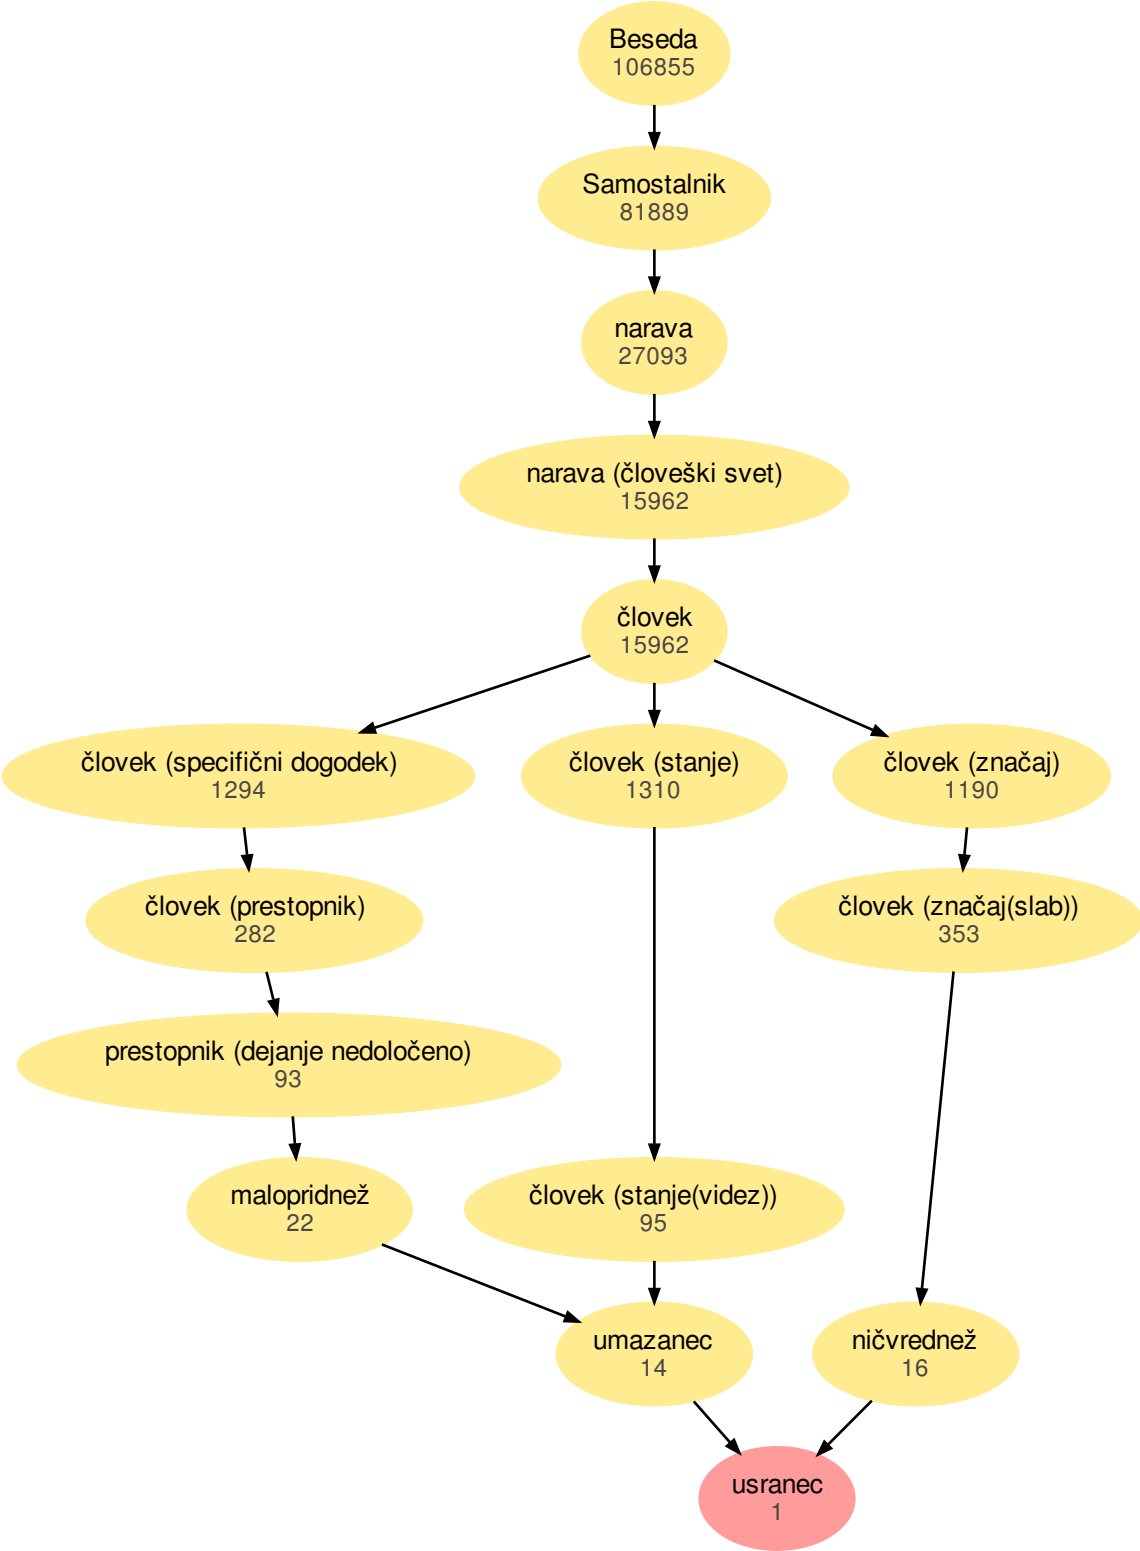 Beseda
106855
Samostalnik
81889
narava
27093
narava (človeški svet)
15962
človek
15962
človek (specifični dogodek)
1294
človek (stanje)
1310
človek (značaj)
1190
človek (prestopnik)
282
človek (značaj(slab))
353
prestopnik (dejanje nedoločeno)
93
malopridnež
22
človek (stanje(videz))
95
umazanec
14
ničvrednež
16
usranec
1